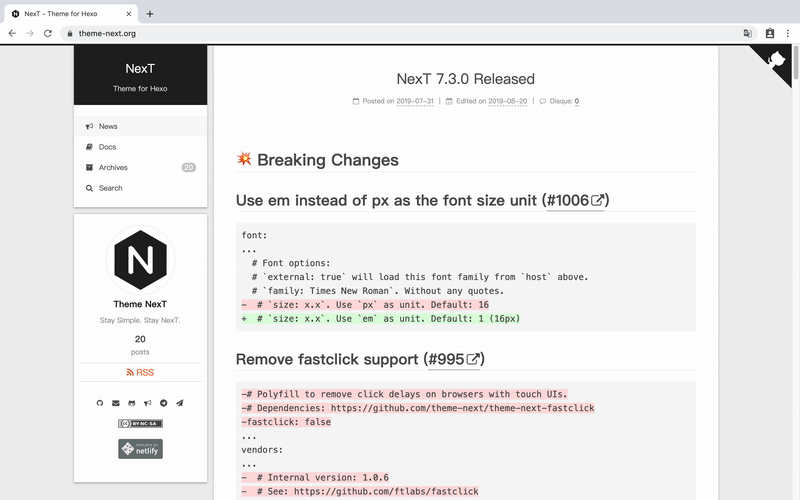 NexT - Theme for Hexo
theme-next.org
NexT
Theme for Hexo
News
Docs
Archives
20
Search
N
Theme NexT
Stay Simple. Stay NexT.
20
posts
RSS
BY-NC-SA
netlify
NexT 7.3.0 Released
Posted on 2019-07-31 | Edited on 2019-08-20 | Disqus: 0
💥 Breaking Changes
Use em instead of px as the font size unit (#1006)
font:
...
  # Font options:
  # `external: true` will load this font family from `host` above.
  # `family: Times New Roman`. Without any quotes.
-  # `size: x.x`. Use `px` as unit. Default: 16
+  # `size: x.x`. Use `em` as unit. Default: 1 (16px)
Remove fastclick support (#995)
-# Polyfill to remove click delays on browsers with touch UIs.
-# Dependencies: https://github.com/theme-next/theme-next-fastclick
-fastclick: false
...
vendors:
...
-  # Internal version: 1.0.6
-  # See: https://github.com/ftlabs/fastclick